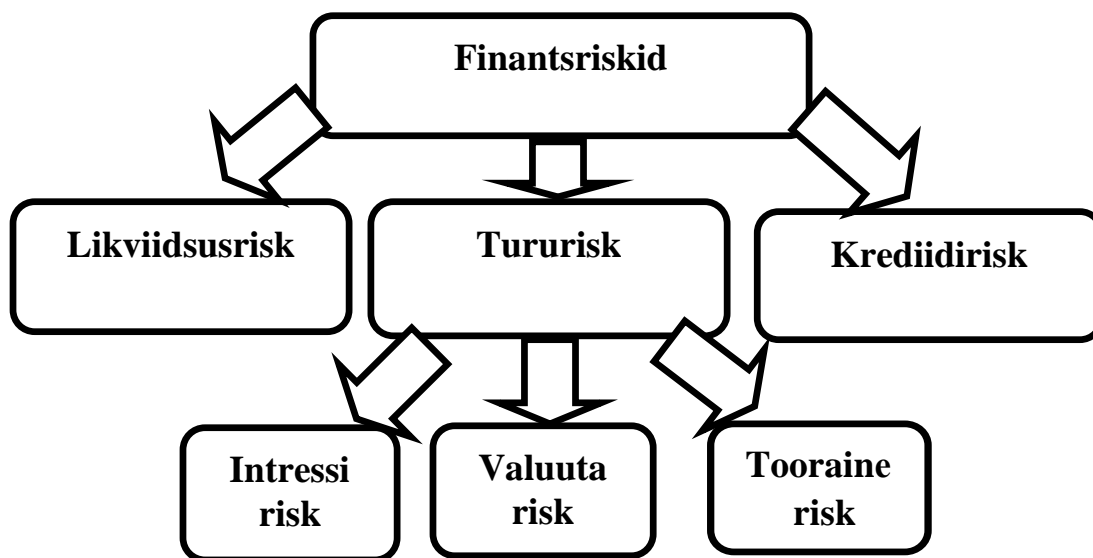 Finantsriskid
Likviidsusrisk
Tururisk
Krediidirisk
Intressi
risk
Valuuta
risk
Tooraine
risk